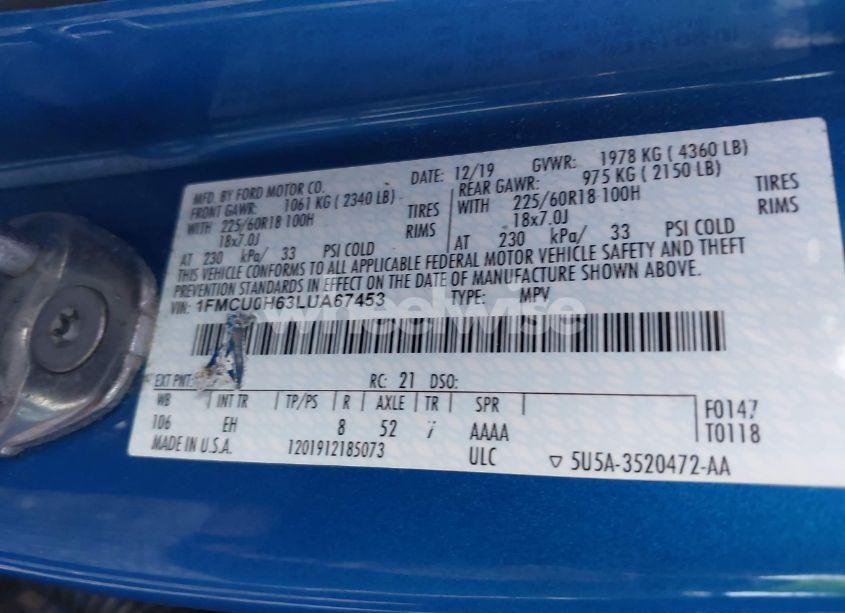 MFD. BY FORD MOTOR CO. DATE: 12/19 GVWR: 1978 KG ( 4360 LB)
FRONT GAWR: 1061 KG ( 2340 LB) REAR GAWR: 975 KG ( 2150 LB)
WITH 225/60R18 100H TIRES WITH 225/60R18 100H TIRES
18x7.0J RIMS 18x7.0J RIMS
AT 230 kPa/ 33 PSI COLD AT 230 kPa/ 33 PSI COLD
THIS VEHICLE CONFORMS TO ALL APPLICABLE FEDERAL MOTOR VEHICLE SAFETY AND THEFT
PREVENTION STANDARDS IN EFFECT ON THE DATE OF MANUFACTURE SHOWN ABOVE.
VIN: 1FMCU0H63LUA67453 TYPE: MPV
wheelwise
EXT PNT: RC: 21 DSO:
WB INT TR TP/PS R AXLE TR SPR F0147
106 EH 8 52 AAAA T0118
MADE IN U.S.A. 1201912185073 ULC ▽ 5U5A-3520472-AA